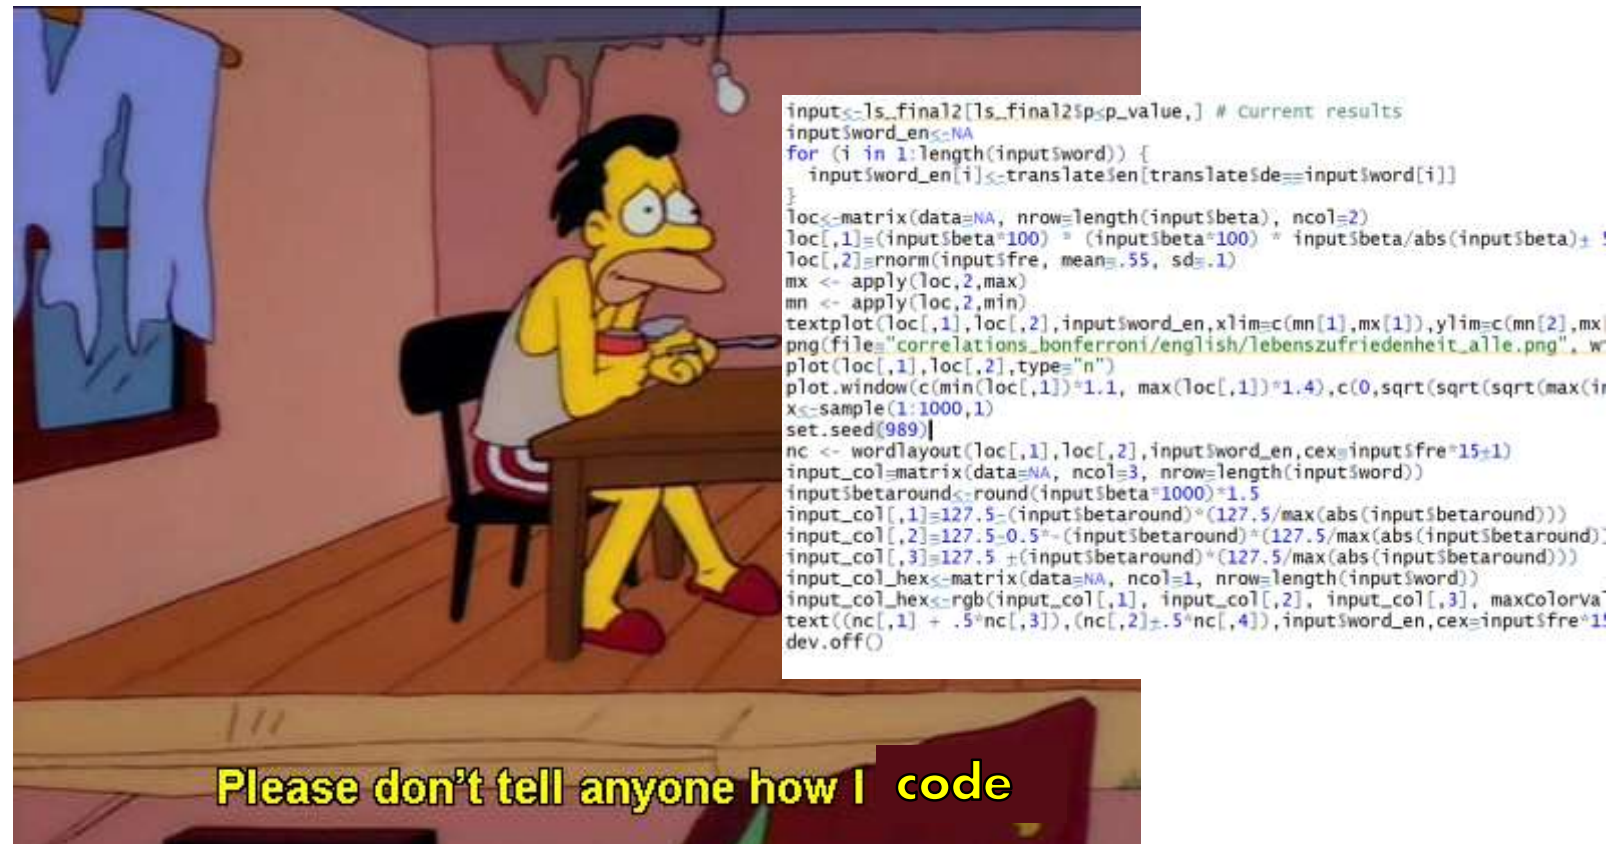 input<-ls_final2[ls_final2$p<p_value,] # Current results
input$word_en<-NA
for (i in 1:length(input$word)) {
input$word_en[i]<-translate$en[translate$de==input$word[i]]
}
loc<-matrix(data=NA, nrow=length(input$beta), ncol=2)
loc[,1]=(input$beta*100) * (input$beta*100) * input$beta/abs(input$beta)+
loc[,2]=rnorm(input$fre, mean=.55, sd=.1)
mx <- apply(loc,2,max)
mn <- apply(loc,2,min)
textplot(loc[,1],loc[,2],input$word_en,xlim=c(mn[1],mx[1]),ylim=c(mn[2],mx[
png(file="correlations_bonferroni/english/lebenszufriedenheit_alle.png", w
plot(loc[,1],loc[,2],type="n")
plot.window(c(min(loc[,1])*1.1, max(loc[,1])*1.4),c(0,sqrt(sqrt(sqrt(max(in
x<-sample(1:1000,1)
set.seed(989)
nc <- wordlayout(loc[,1],loc[,2],input$word_en,cex=input$fre*15+1)
input_col=matrix(data=NA, ncol=3, nrow=length(input$word))
input$betaround<-round(input$beta*1000)*1.5
input_col[,1]=127.5-(input$betaround)*(127.5/max(abs(input$betaround)))
input_col[,2]=127.5-0.5*-(input$betaround)*(127.5/max(abs(input$betaround))
input_col[,3]=127.5 +(input$betaround)*(127.5/max(abs(input$betaround)))
input_col_hex<-matrix(data=NA, ncol=1, nrow=length(input$word))
input_col_hex<-rgb(input_col[,1], input_col[,2], input_col[,3], maxColorVal
text((nc[,1] + .5*nc[,3]),(nc[,2]+.5*nc[,4]),input$word_en,cex=input$fre*15
dev.off()
Please don't tell anyone how I code